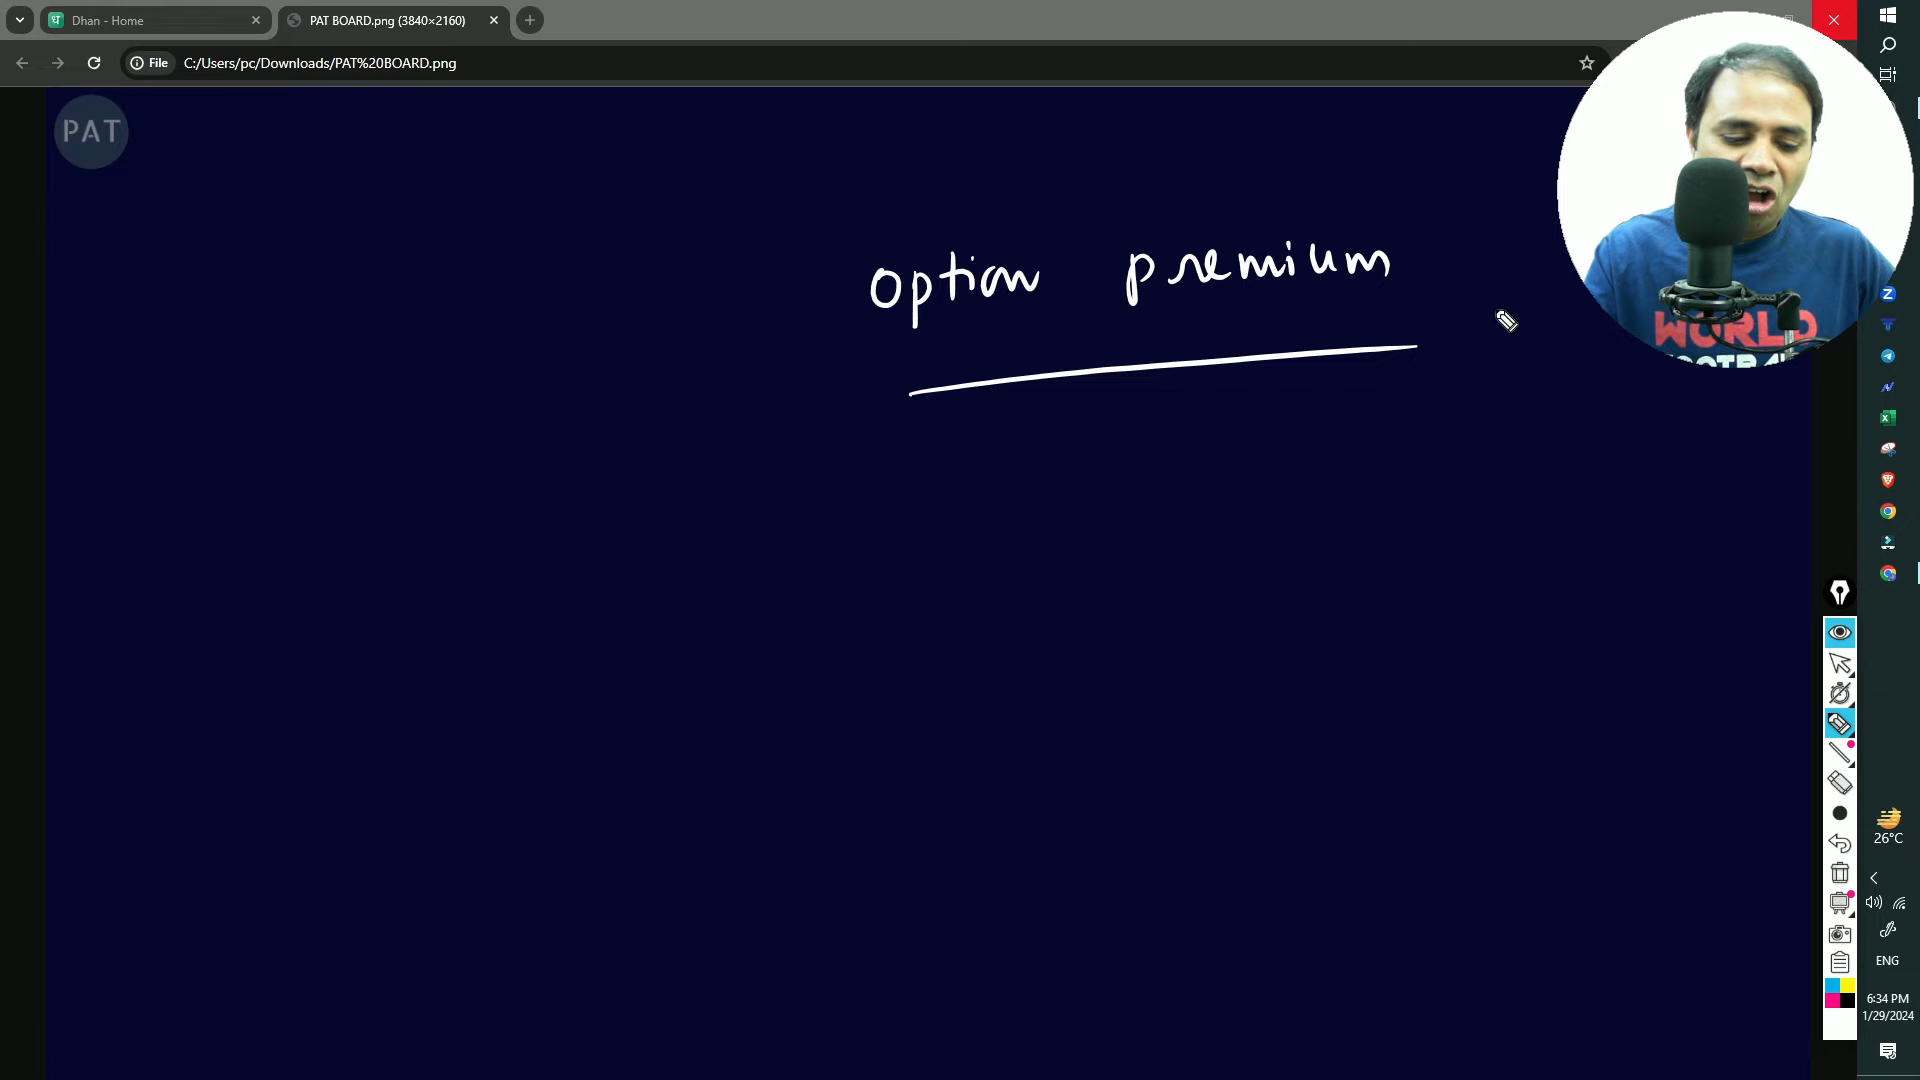 Dhan - Home
PAT BOARD.png (3840×2160)
File
C:/Users/pc/Downloads/PAT%20BOARD.png
PAT
option premium
WORLD
26°C
ENG
6:34 PM
1/29/2024